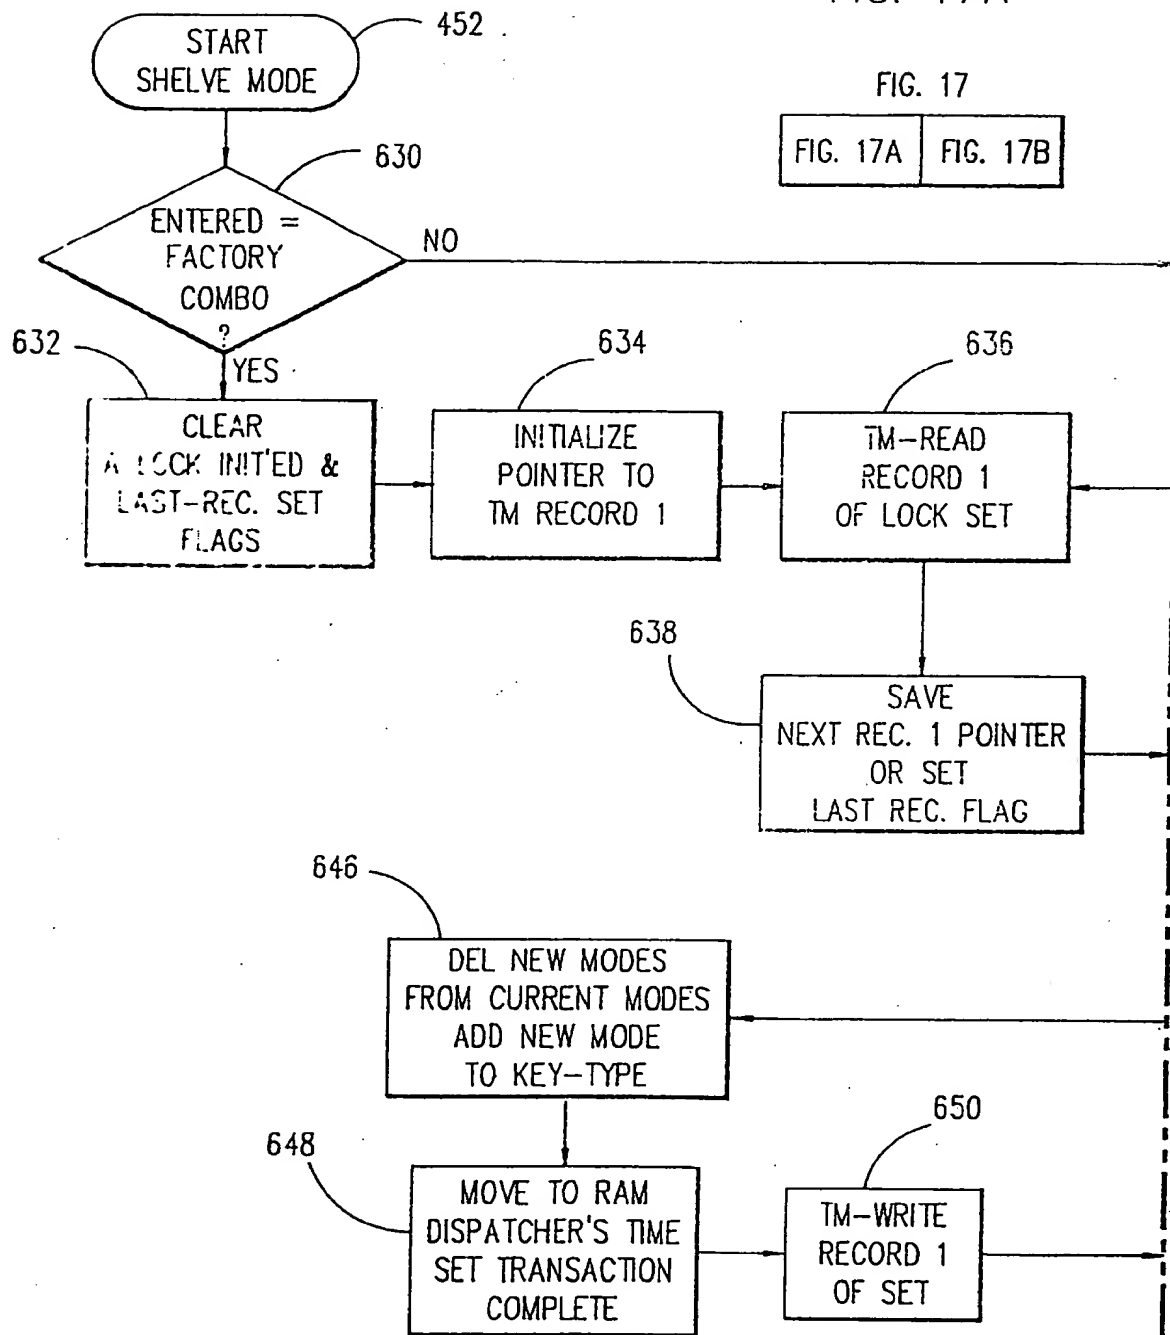 FIG. 17A
START
SHELVE MODE
452
FIG. 17
FIG. 17A
FIG. 17B
ENTERED =
FACTORY
COMBO
?
630
NO
YES
632
CLEAR
A LOCK INIT'ED &
LAST-REC. SET
FLAGS
634
INITIALIZE
POINTER TO
TM RECORD 1
636
TM-READ
RECORD 1
OF LOCK SET
638
SAVE
NEXT REC. 1 POINTER
OR SET
LAST REC. FLAG
646
DEL NEW MODES
FROM CURRENT MODES
ADD NEW MODE
TO KEY-TYPE
648
MOVE TO RAM
DISPATCHER'S TIME
SET TRANSACTION
COMPLETE
650
TM-WRITE
RECORD 1
OF SET